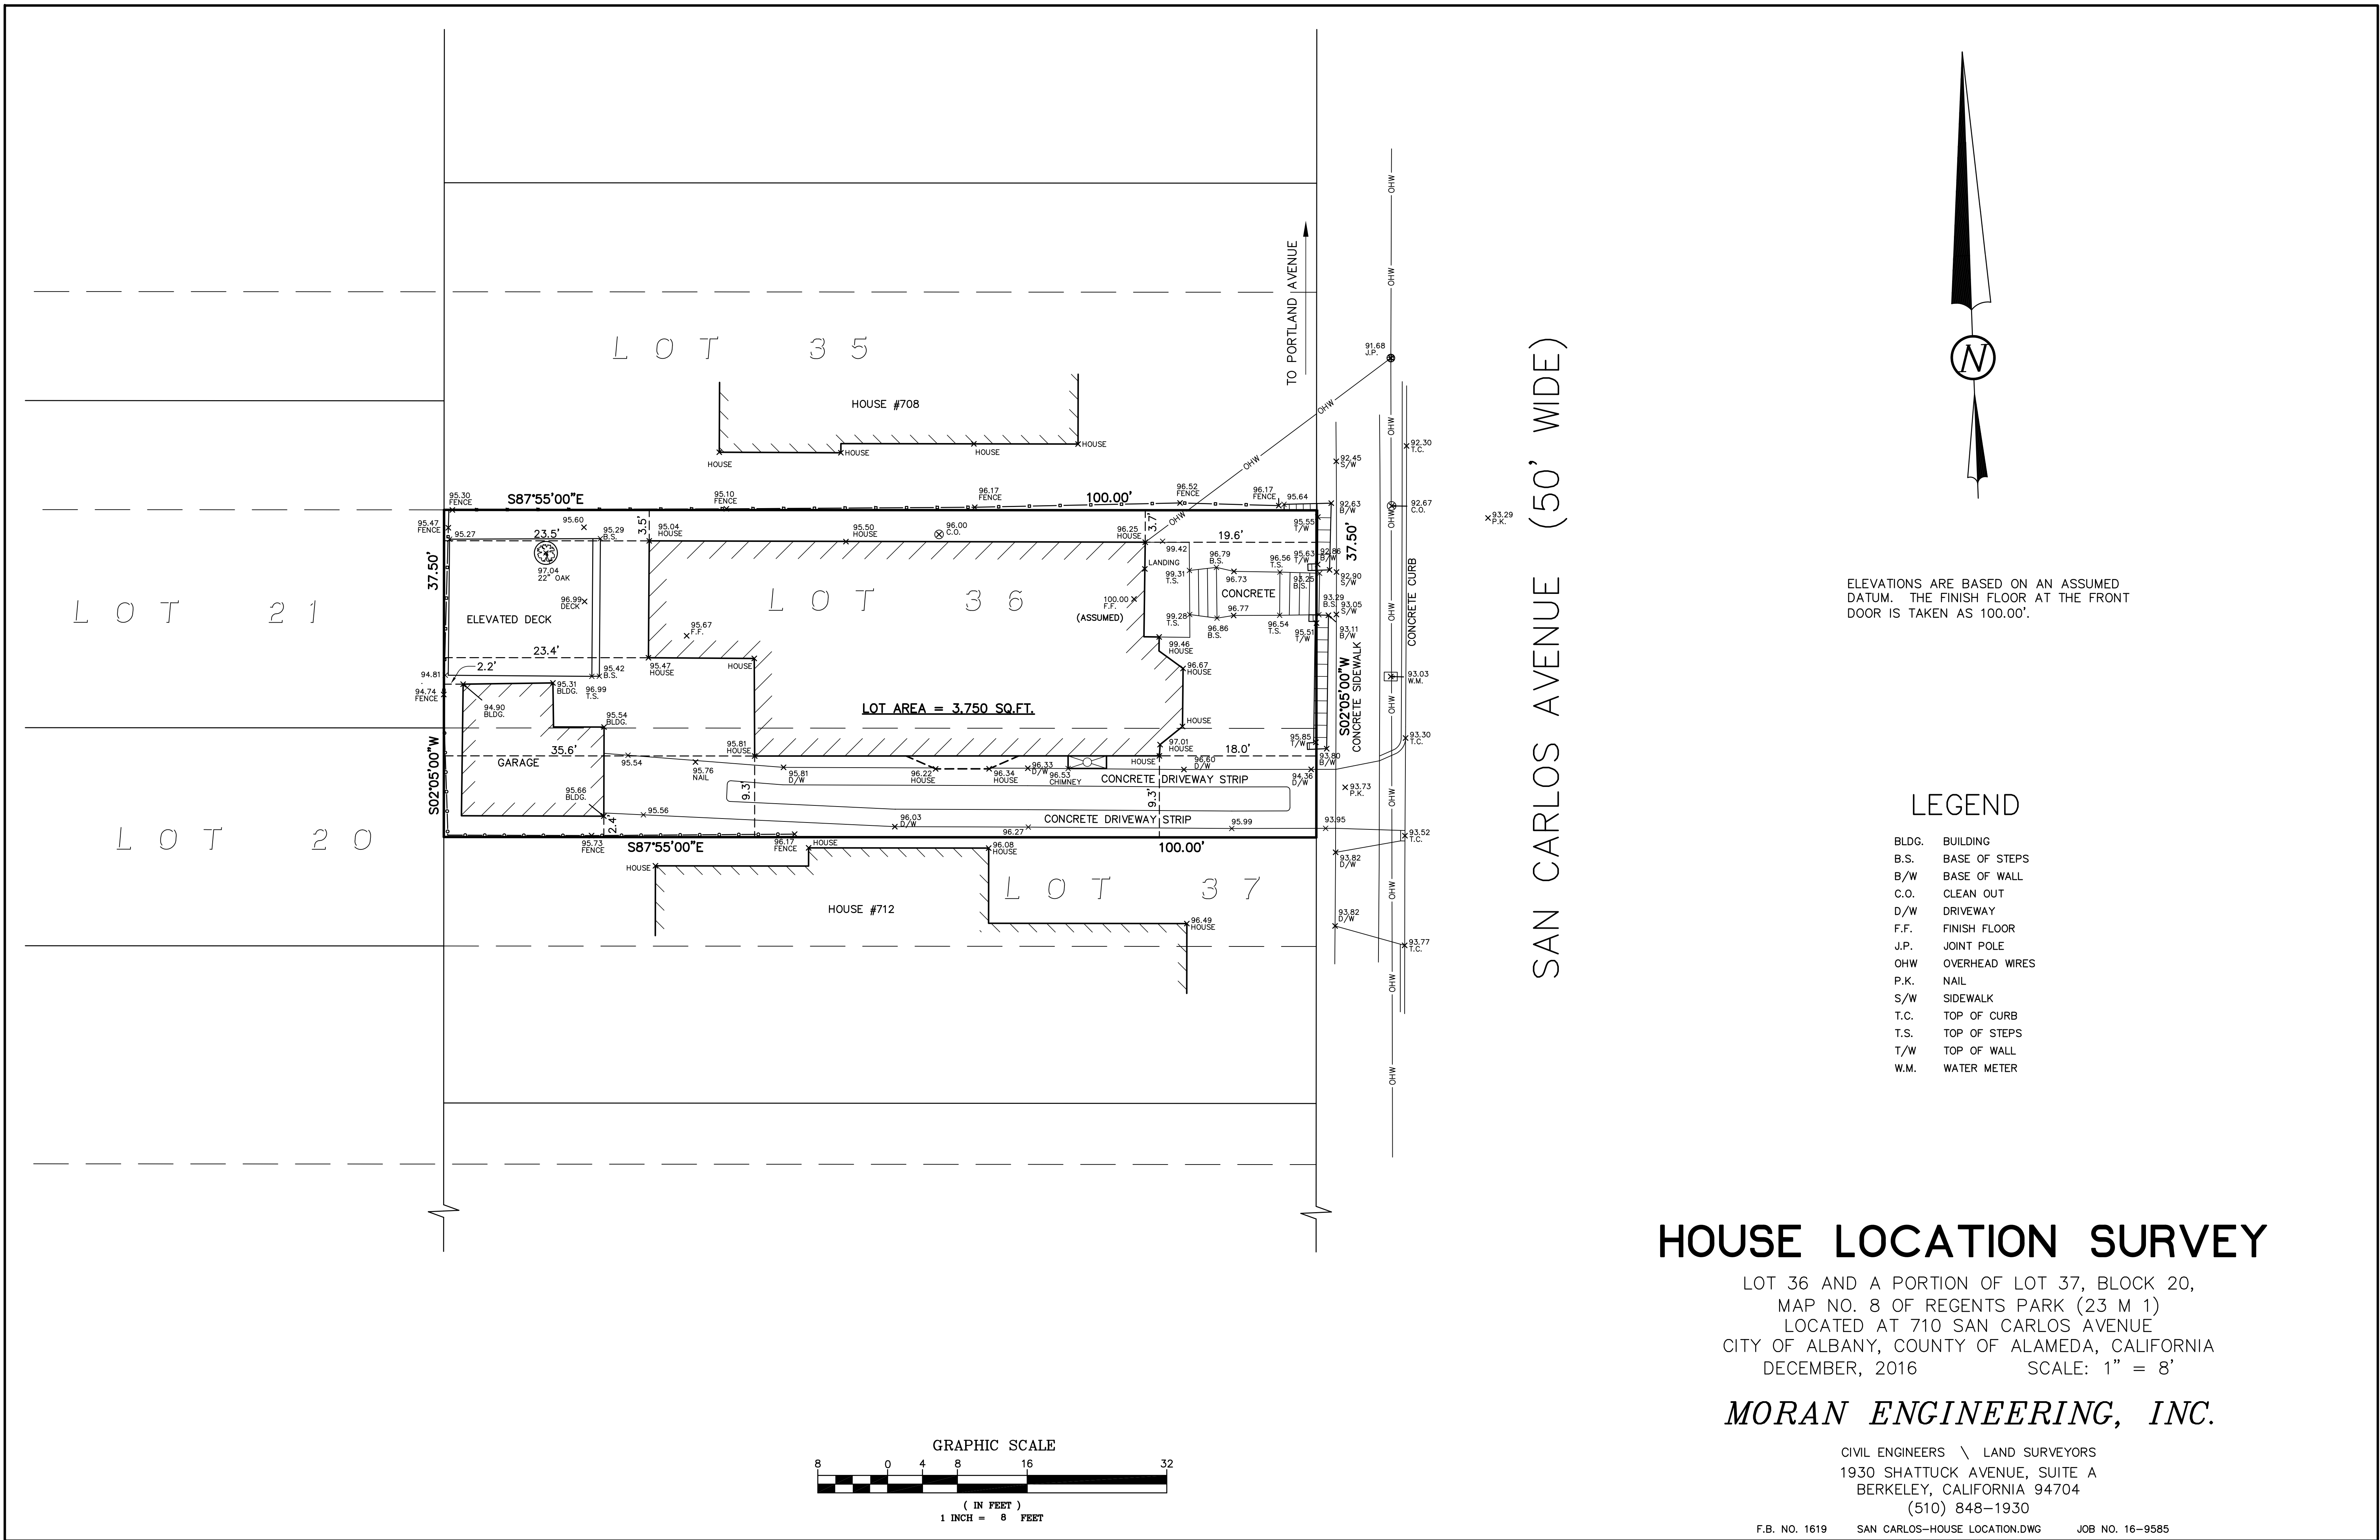 LOT 35
HOUSE #708
HOUSE
HOUSE
HOUSE
HOUSE
TO PORTLAND AVENUE
OHW
OHW
91.68
J.P.
OHW
OHW
OHW
OHW
92.30
T.C.
92.45
S/W
SAN CARLOS AVENUE (50' WIDE)
N
95.30
FENCE
S87°55'00"E
95.10
FENCE
96.17
FENCE
100.00'
96.52
FENCE
96.17
FENCE
95.64
92.63
B/W
OHW
92.67
C.O.
93.29
P.K.
95.47
FENCE
95.27
23.5'
95.60
95.29
B.S.
3.5'
95.04
HOUSE
95.50
HOUSE
96.00
C.O.
96.25
HOUSE
3.7'
OHW
19.6'
95.55
T/W
37.50'
37.50'
97.04
22" OAK
99.42
LANDING
96.79
B.S.
96.56
T.S.
95.63
T/W
92.86
B/W
99.31
T.S.
96.73
93.25
B.S.
92.90
S/W
CONCRETE CURB
LOT 21
96.99
DECK
ELEVATED DECK
LOT 36
100.00
F.F.
(ASSUMED)
CONCRETE
93.29
B.S.
93.05
S/W
OHW
99.28
T.S.
96.77
96.86
B.S.
96.54
T.S.
95.51
T/W
93.11
B/W
95.67
F.F.
23.4'
2.2'
95.47
HOUSE
HOUSE
99.46
HOUSE
96.67
HOUSE
S02°05'00"W
CONCRETE SIDEWALK
93.03
W.M.
94.81
94.74
FENCE
95.42
B.S.
95.31
BLDG.
96.99
T.S.
94.90
BLDG.
95.54
BLDG.
LOT AREA = 3,750 SQ.FT.
HOUSE
OHW
S02°05'00"W
35.6'
95.81
HOUSE
97.01
HOUSE
18.0'
95.85
T/W
93.30
T.C.
GARAGE
95.54
95.76
NAIL
95.81
D/W
96.22
HOUSE
96.34
HOUSE
96.33
D/W
96.53
CHIMNEY
HOUSE
96.60
D/W
93.80
B/W
CONCRETE DRIVEWAY STRIP
94.36
D/W
93.73
P.K.
OHW
95.66
BLDG.
9.3'
9.3'
LOT 20
2.4'
95.56
96.03
D/W
CONCRETE DRIVEWAY STRIP
96.27
95.99
93.95
93.52
T.C.
95.73
FENCE
S87°55'00"E
96.17
FENCE
HOUSE
96.08
HOUSE
100.00'
93.82
D/W
HOUSE
LOT 37
OHW
HOUSE #712
96.49
HOUSE
93.82
D/W
93.77
T.C.
OHW
OHW
ELEVATIONS ARE BASED ON AN ASSUMED
DATUM. THE FINISH FLOOR AT THE FRONT
DOOR IS TAKEN AS 100.00'.
LEGEND
BLDG. BUILDING
B.S. BASE OF STEPS
B/W BASE OF WALL
C.O. CLEAN OUT
D/W DRIVEWAY
F.F. FINISH FLOOR
J.P. JOINT POLE
OHW OVERHEAD WIRES
P.K. NAIL
S/W SIDEWALK
T.C. TOP OF CURB
T.S. TOP OF STEPS
T/W TOP OF WALL
W.M. WATER METER
HOUSE LOCATION SURVEY
LOT 36 AND A PORTION OF LOT 37, BLOCK 20,
MAP NO. 8 OF REGENTS PARK (23 M 1)
LOCATED AT 710 SAN CARLOS AVENUE
CITY OF ALBANY, COUNTY OF ALAMEDA, CALIFORNIA
DECEMBER, 2016 SCALE: 1" = 8'
MORAN ENGINEERING, INC.
CIVIL ENGINEERS \ LAND SURVEYORS
1930 SHATTUCK AVENUE, SUITE A
BERKELEY, CALIFORNIA 94704
(510) 848-1930
F.B. NO. 1619 SAN CARLOS-HOUSE LOCATION.DWG JOB NO. 16-9585
GRAPHIC SCALE
8 0 4 8 16 32
( IN FEET )
1 INCH = 8 FEET